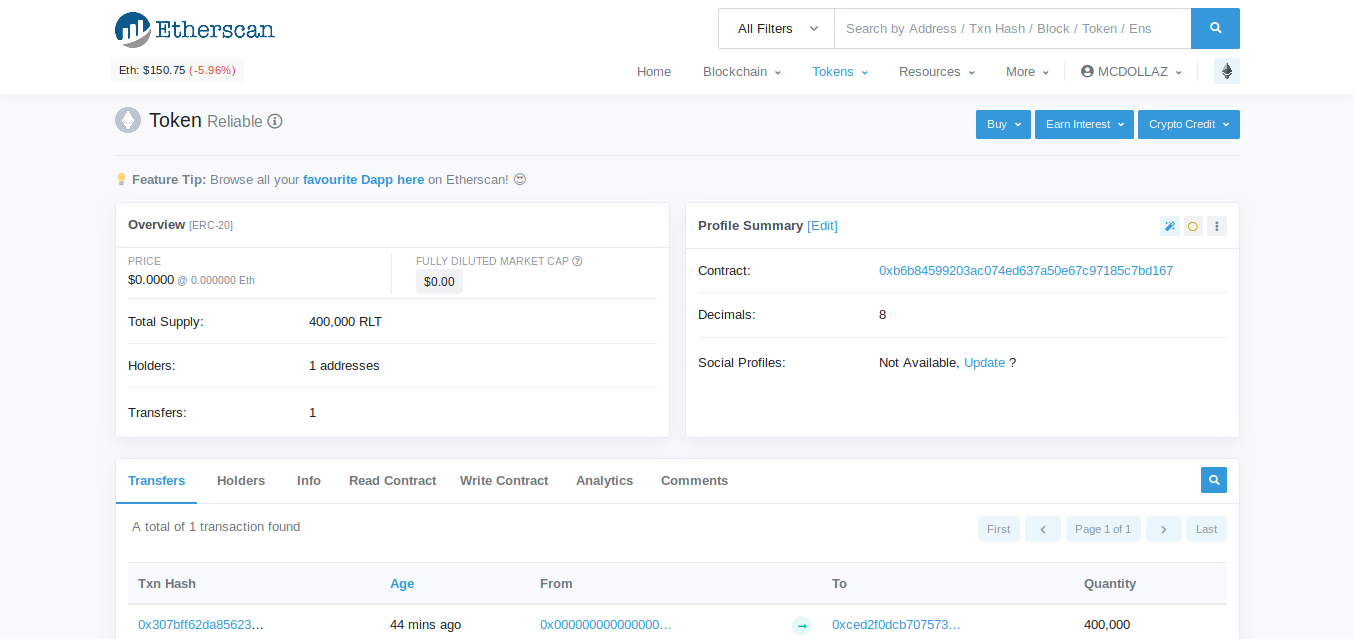 Etherscan
All Filters
Search by Address / Txn Hash / Block / Token / Ens
Eth: $150.75 (-5.96%)
Home Blockchain Tokens Resources More MCDOLLAZ
Token Reliable
Buy Earn Interest Crypto Credit
Feature Tip: Browse all your favourite Dapp here on Etherscan!
Overview [ERC-20]
PRICE
$0.0000 @ 0.000000 Eth
FULLY DILUTED MARKET CAP
$0.00
Total Supply: 400,000 RLT
Holders: 1 addresses
Transfers: 1
Profile Summary [Edit]
Contract: 0xb6b84599203ac074ed637a50e67c97185c7bd167
Decimals: 8
Social Profiles: Not Available, Update ?
Transfers Holders Info Read Contract Write Contract Analytics Comments
A total of 1 transaction found
First Page 1 of 1 Last
Txn Hash Age From To Quantity
0x307bff62da85623... 44 mins ago 0x000000000000000... 0xced2f0dcb707573... 400,000